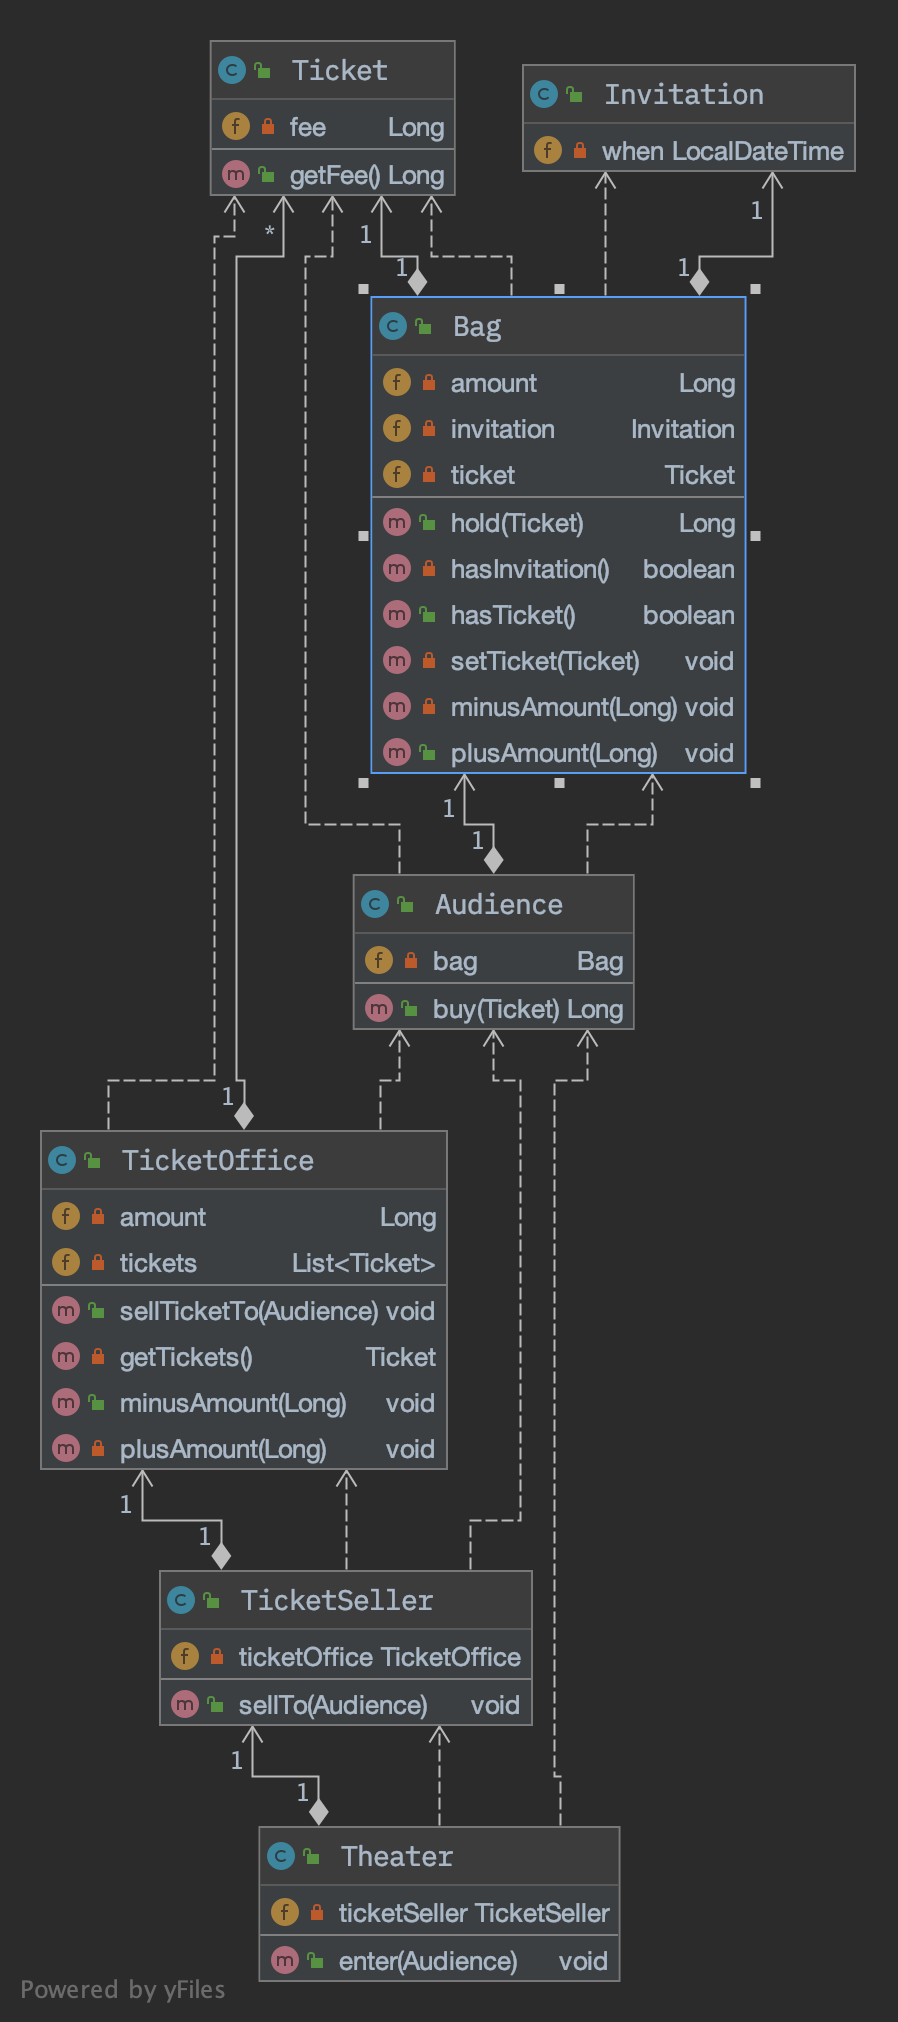 Ticket
fee Long
getFee() Long
Invitation
when LocalDateTime
*
1
1
1
1
Bag
amount Long
invitation Invitation
ticket Ticket
hold(Ticket) Long
hasInvitation() boolean
hasTicket() boolean
setTicket(Ticket) void
minusAmount(Long) void
plusAmount(Long) void
1
1
Audience
bag Bag
buy(Ticket) Long
1
TicketOffice
amount Long
tickets List<Ticket>
sellTicketTo(Audience) void
getTickets() Ticket
minusAmount(Long) void
plusAmount(Long) void
1
1
TicketSeller
ticketOffice TicketOffice
sellTo(Audience) void
1
1
Theater
ticketSeller TicketSeller
enter(Audience) void
Powered by yFiles